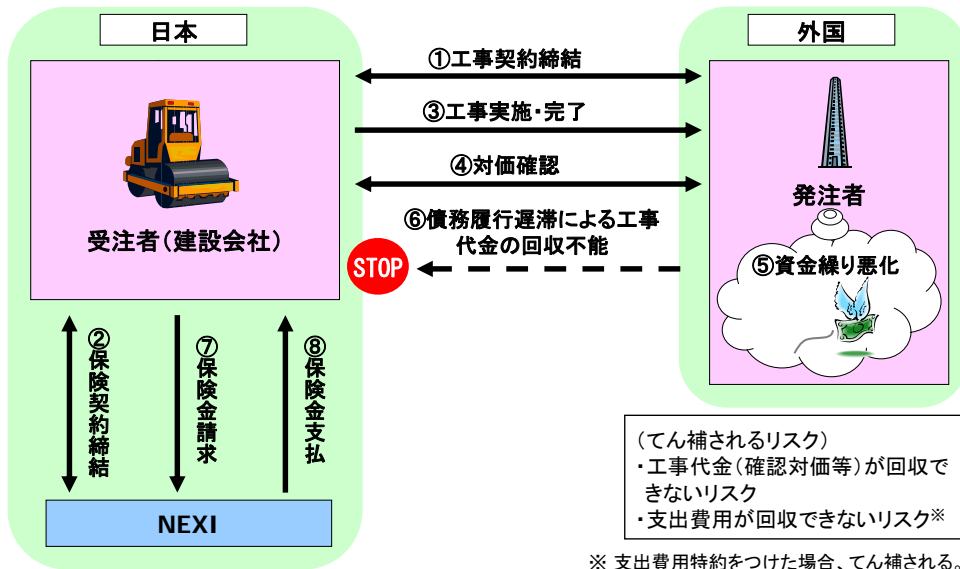 日本
外国
①工事契約締結
③工事実施・完了
④対価確認
⑥債務履行遅滞による工事
代金の回収不能
STOP
受注者(建設会社)
発注者
⑤資金繰り悪化
②保険契約締結
⑦保険金請求
⑧保険金支払
NEXI
(てん補されるリスク)
・工事代金(確認対価等)が回収で
きないリスク
・支出費用が回収できないリスク※
※ 支出費用特約をつけた場合、てん補される。